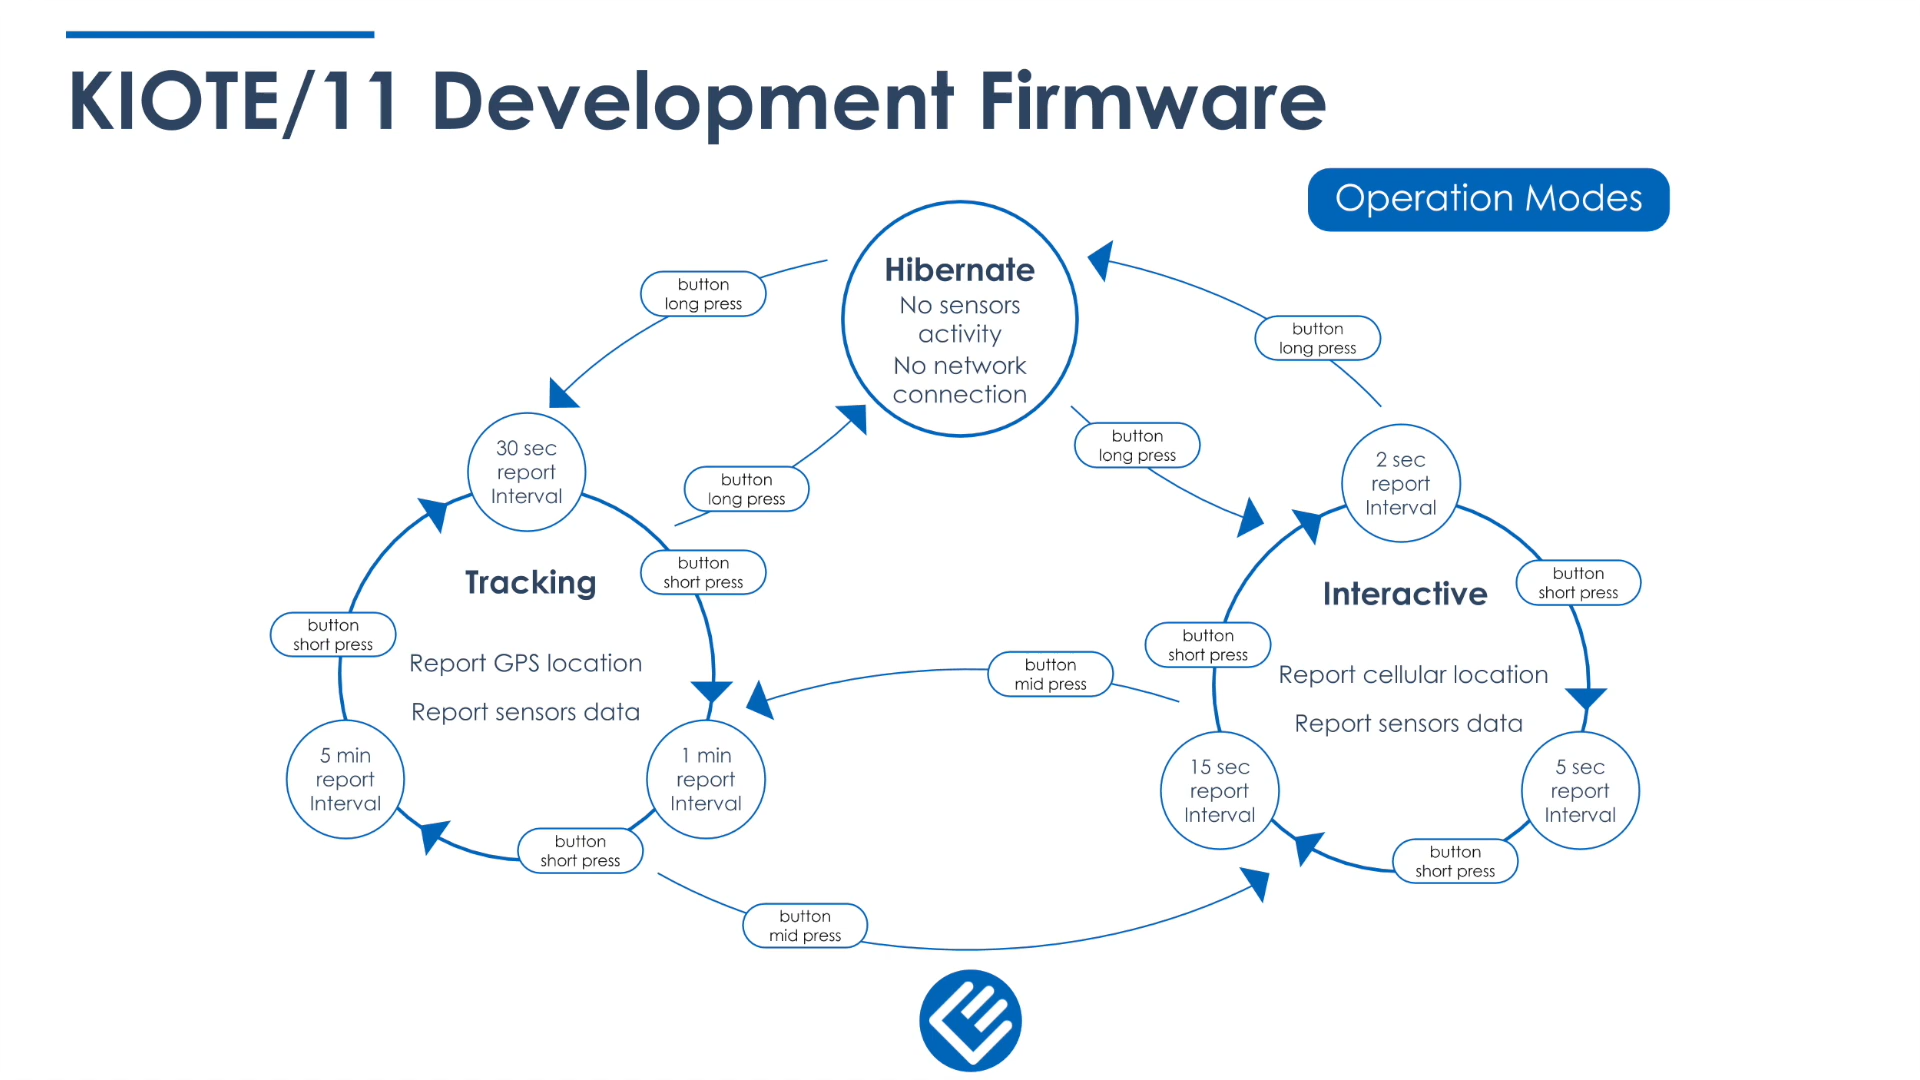 KIOTE/11 Development Firmware
Operation Modes
Hibernate
No sensors
activity
No network
connection
button
long press
button
long press
button
long press
button
long press
30 sec
report
Interval
button
short press
Tracking
button
short press
Report GPS location
Report sensors data
5 min
report
Interval
1 min
report
Interval
button
short press
button
mid press
button
mid press
2 sec
report
Interval
button
short press
Interactive
button
short press
Report cellular location
Report sensors data
15 sec
report
Interval
5 sec
report
Interval
button
short press